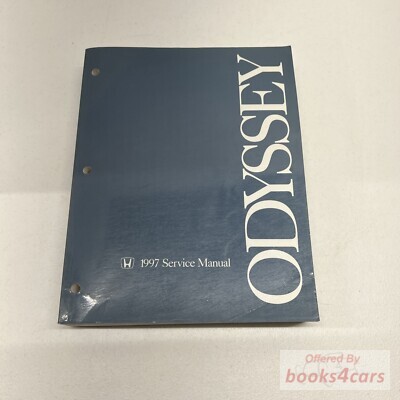 ODYSSEY
1997 Service Manual
Offered By
books4cars